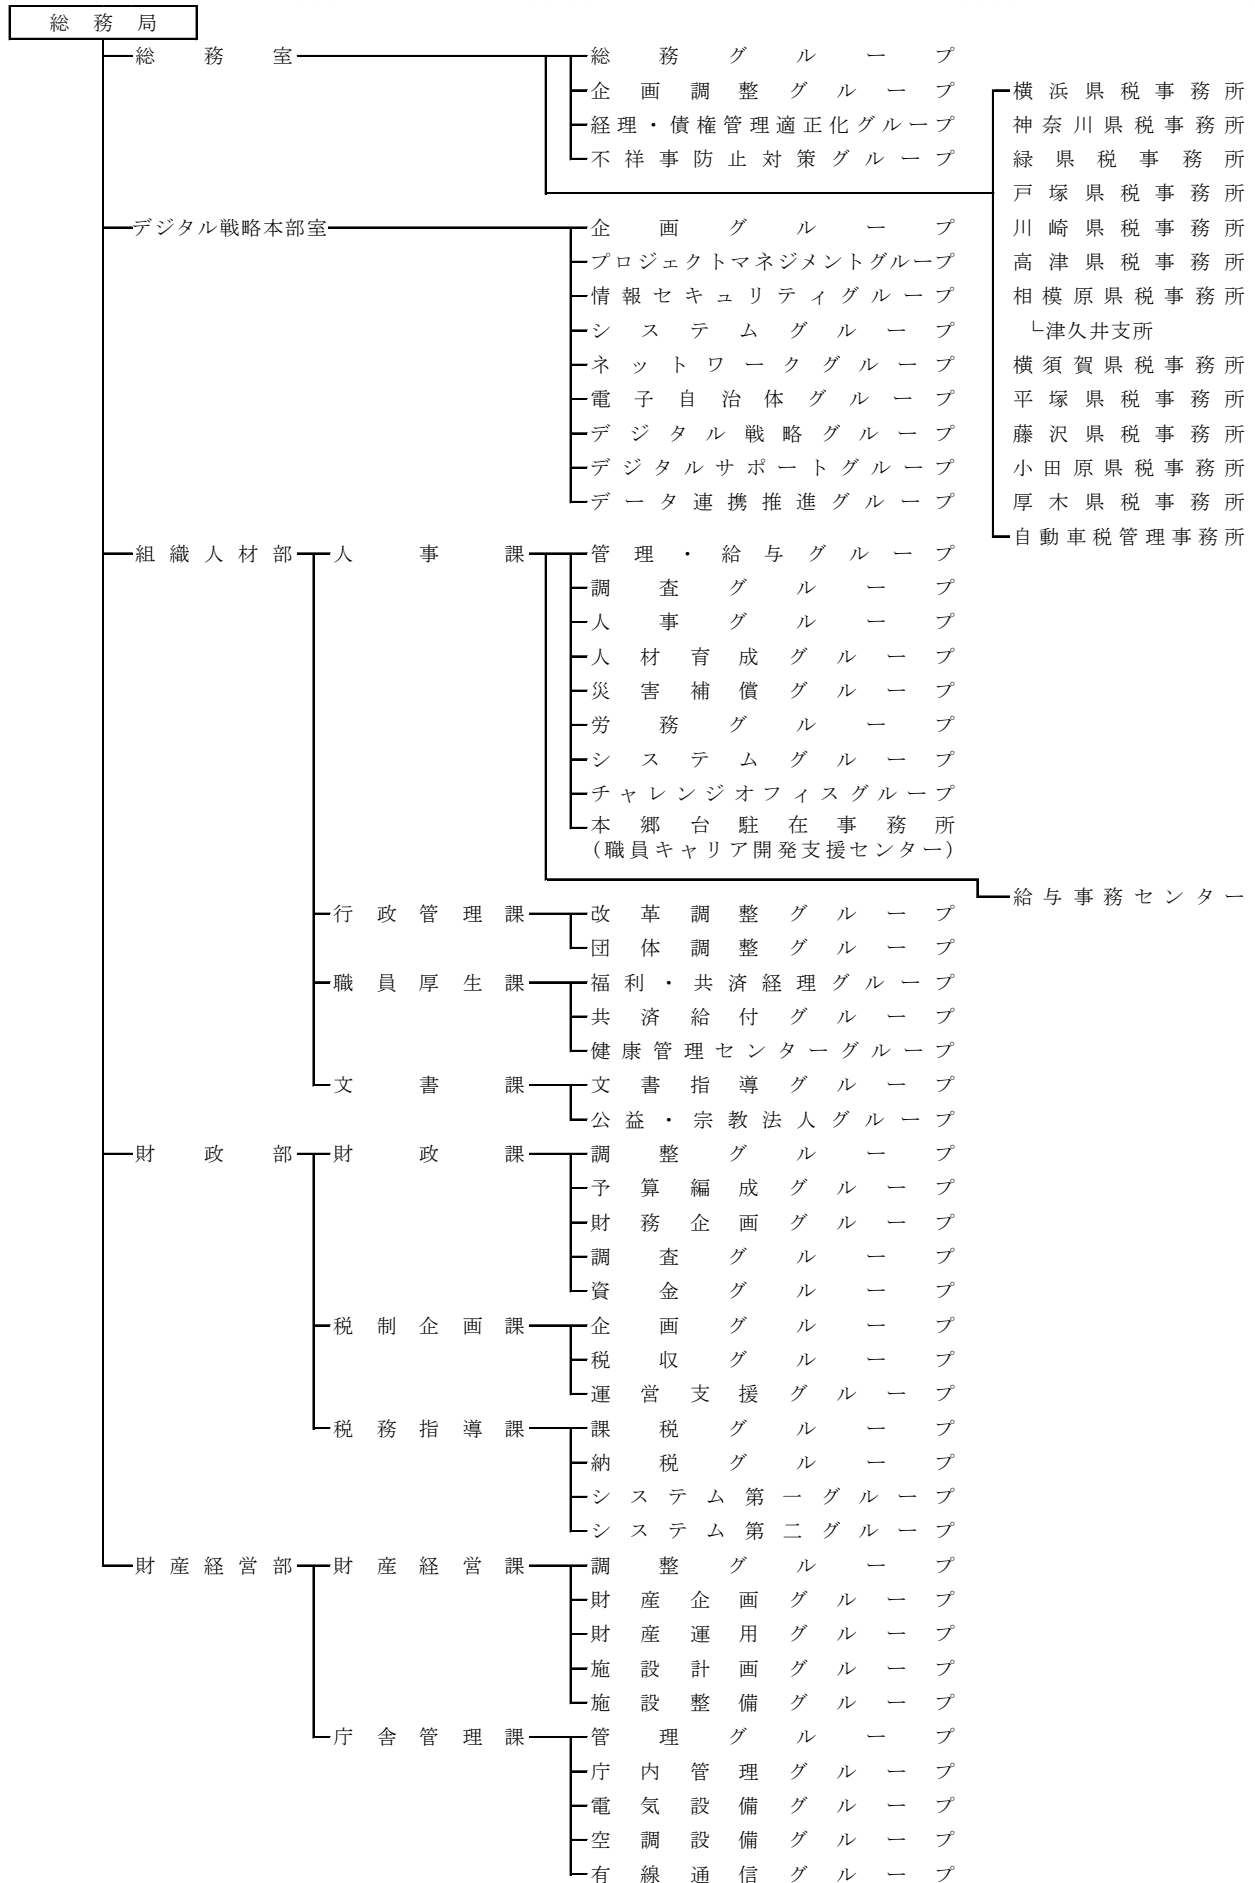 総務局
総務室
総務グループ
企画調整グループ
経理・債権管理適正化グループ
不祥事防止対策グループ
横浜県税事務所
神奈川県税事務所
緑県税事務所
戸塚県税事務所
川崎県税事務所
高津県税事務所
相模原県税事務所
└津久井支所
横須賀県税事務所
平塚県税事務所
藤沢県税事務所
小田原県税事務所
厚木県税事務所
自動車税管理事務所
デジタル戦略本部室
企画グループ
プロジェクトマネジメントグループ
情報セキュリティグループ
システムグループ
ネットワークグループ
電子自治体グループ
デジタル戦略グループ
デジタルサポートグループ
データ連携推進グループ
組織人材部
人事課
管理・給与グループ
調査グループ
人事グループ
人材育成グループ
災害補償グループ
労務グループ
システムグループ
チャレンジオフィスグループ
本郷台駐在事務所
(職員キャリア開発支援センター)
給与事務センター
行政管理課
改革調整グループ
団体調整グループ
職員厚生課
福利・共済経理グループ
共済給付グループ
健康管理センターグループ
文書課
文書指導グループ
公益・宗教法人グループ
財政部
財政課
調整グループ
予算編成グループ
財務企画グループ
調査グループ
資金グループ
税制企画課
企画グループ
税収グループ
運営支援グループ
税務指導課
課税グループ
納税グループ
システム第一グループ
システム第二グループ
財産経営部
財産経営課
調整グループ
財産企画グループ
財産運用グループ
施設計画グループ
施設整備グループ
庁舎管理課
管理グループ
庁内管理グループ
電気設備グループ
空調設備グループ
有線通信グループ